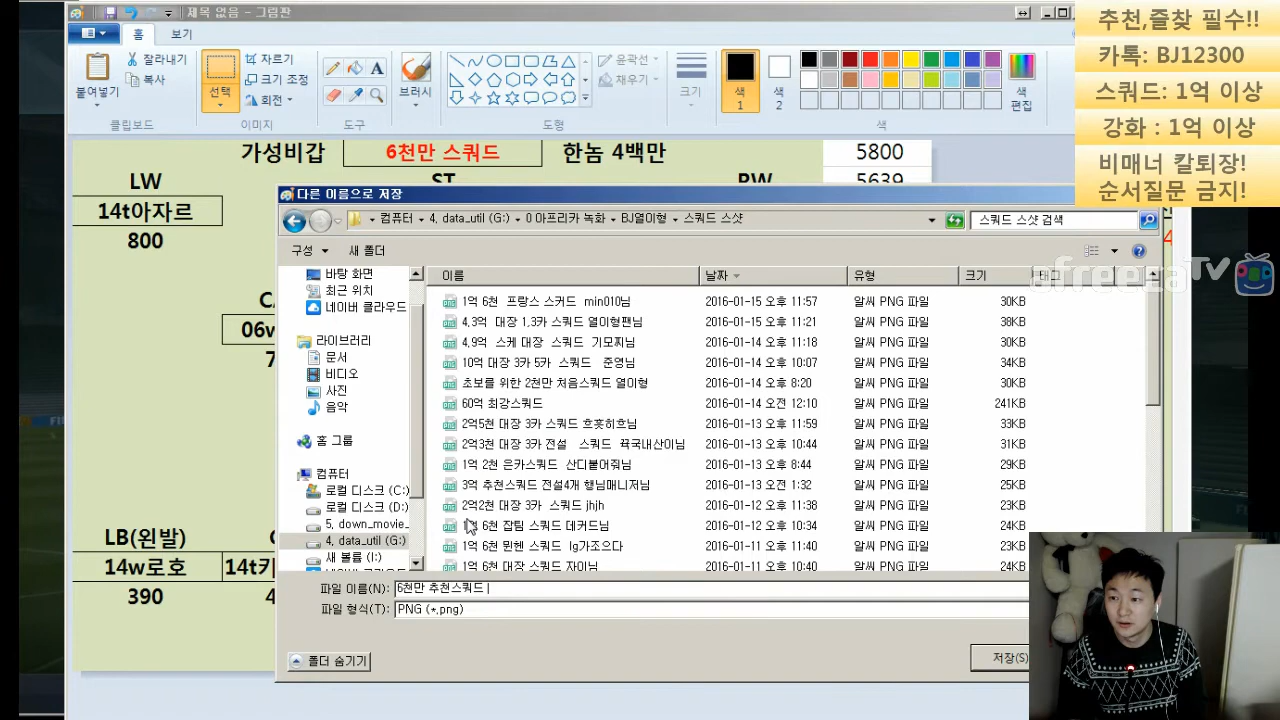 제목 없음 - 그림판
홈
보기
붙여넣기
잘라내기
복사
클립보드
선택
자르기
크기 조정
회전
이미지
A
도구
브러시
윤곽선
채우기
도형
크기
색 1
색 2
색 편집
색
추천,즐찾 필수!!
카톡: BJ12300
스쿼드: 1억 이상
강화 : 1억 이상
비매너 칼퇴장!
순서질문 금지!
afreecaTV
가성비갑
6천만 스쿼드
한놈 4백만
5800
5639
LW
ST
RW
14t아자르
800
06w
7
LB(왼발)
14w로호
390
14t키
4
다른 이름으로 저장
컴퓨터
4. data_util (G:)
0 아프리카 녹화
BJ열이형
스쿼드 스샷
스쿼드 스샷 검색
구성
새 폴더
바탕 화면
최근 위치
네이버 클라우드
라이브러리
문서
비디오
사진
음악
홈 그룹
컴퓨터
로컬 디스크 (C:)
로컬 디스크 (D:)
5. down_movie_
4. data_util (G:)
새 볼륨 (I:)
이름 날짜 유형 크기 태그
1억 6천 프랑스 스커드 min010님 2016-01-15 오후 11:57 알씨 PNG 파일 30KB
4.3억 대장 1.3카 스쿼드 열이형팬님 2016-01-15 오후 11:21 알씨 PNG 파일 38KB
4.9억 스케 대장 스쿼드 기모찌님 2016-01-14 오후 11:18 알씨 PNG 파일 30KB
10억 대장 3카 5카 스쿼드 준영님 2016-01-14 오후 10:07 알씨 PNG 파일 34KB
초보를 위한 2천만 처음스쿼드 열이형 2016-01-14 오후 8:20 알씨 PNG 파일 30KB
60억 최강스쿼드 2016-01-14 오전 12:10 알씨 PNG 파일 241KB
2억5천 대장 3카 스쿼드 흐흣히흐님 2016-01-13 오후 11:59 알씨 PNG 파일 33KB
2억3천 대장 3카 전설 스쿼드 뀩국내산이님 2016-01-13 오후 10:44 알씨 PNG 파일 31KB
1억 2천 은카스쿼드 산디붙어줘님 2016-01-13 오후 8:44 알씨 PNG 파일 29KB
3억 추천스쿼드 전설4개 행님매니저님 2016-01-13 오후 1:32 알씨 PNG 파일 25KB
2억2천 대장 3카 스쿼드 jhjh 2016-01-12 오후 11:38 알씨 PNG 파일 24KB
6천 잡팀 스쿼드 데커드님 2016-01-12 오후 10:34 알씨 PNG 파일 24KB
1억 6천 뮌헨 스쿼드 lg가조으다 2016-01-11 오후 11:40 알씨 PNG 파일 23KB
1억 6천 대장 스쿼드 자이님 2016-01-11 오후 10:40 알씨 PNG 파일 24KB
파일 이름(N):
6천만 추천스쿼드
파일 형식(T):
PNG (*.png)
폴더 숨기기
저장(S)